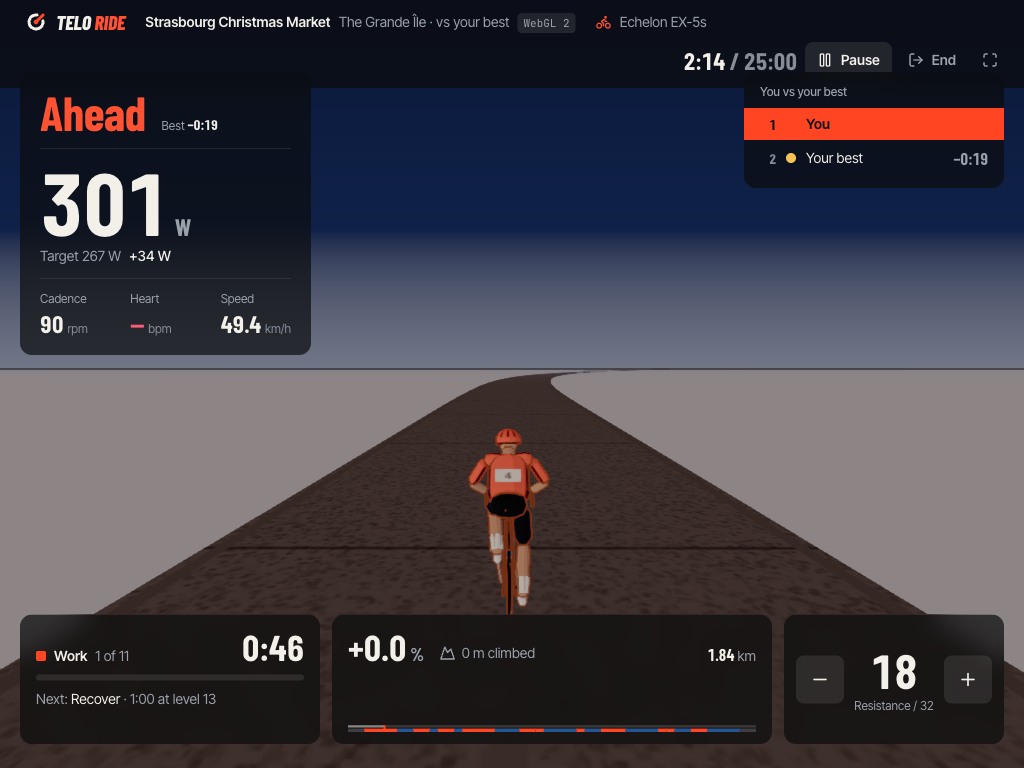 TELO RIDE Strasbourg Christmas Market The Grande Île · vs your best WebGL 2 Echelon EX-5s
2:14 / 25:00 Pause End
Ahead Best −0:19
301 W
Target 267 W +34 W
Cadence Heart Speed
90 rpm — bpm 49.4 km/h
You vs your best
1 You
2 Your best −0:19
4
Work 1 of 11 0:46
Next: Recover · 1:00 at level 13
+0.0 % 0 m climbed 1.84 km
− 18 +
Resistance / 32